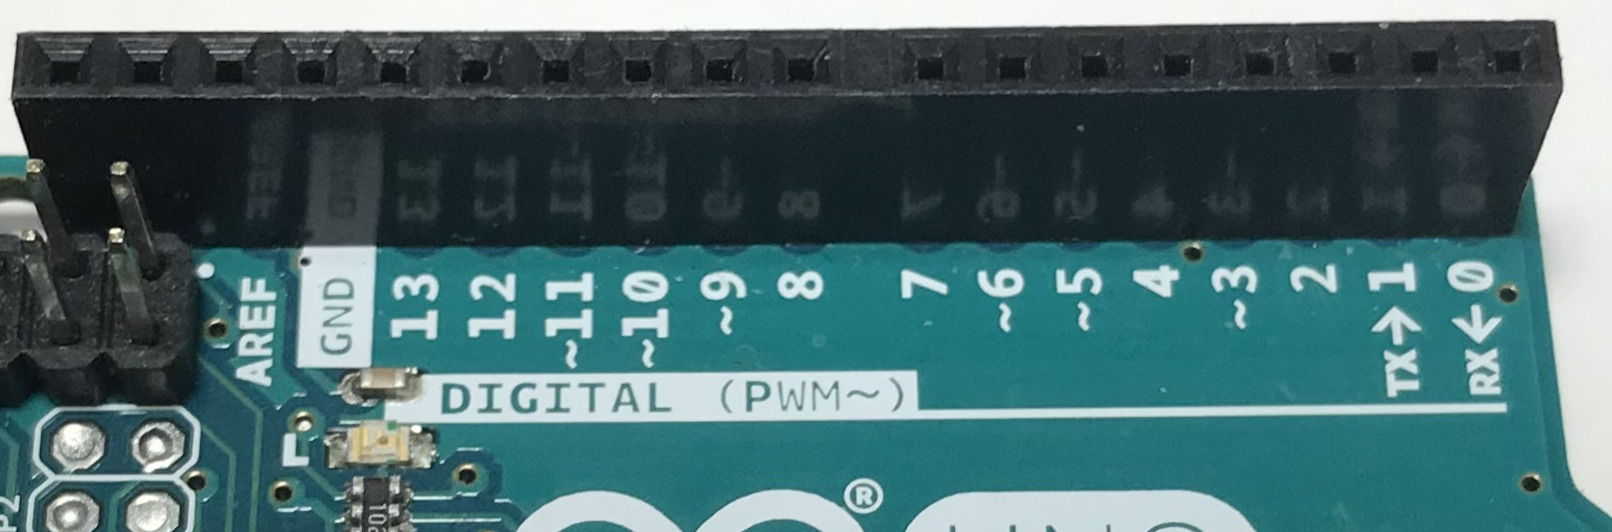 AREF
GND
13
12
~11
~10
~9
8
7
~6
~5
4
~3
2
TX→1
RX←0
DIGITAL (PWM~)
L
®